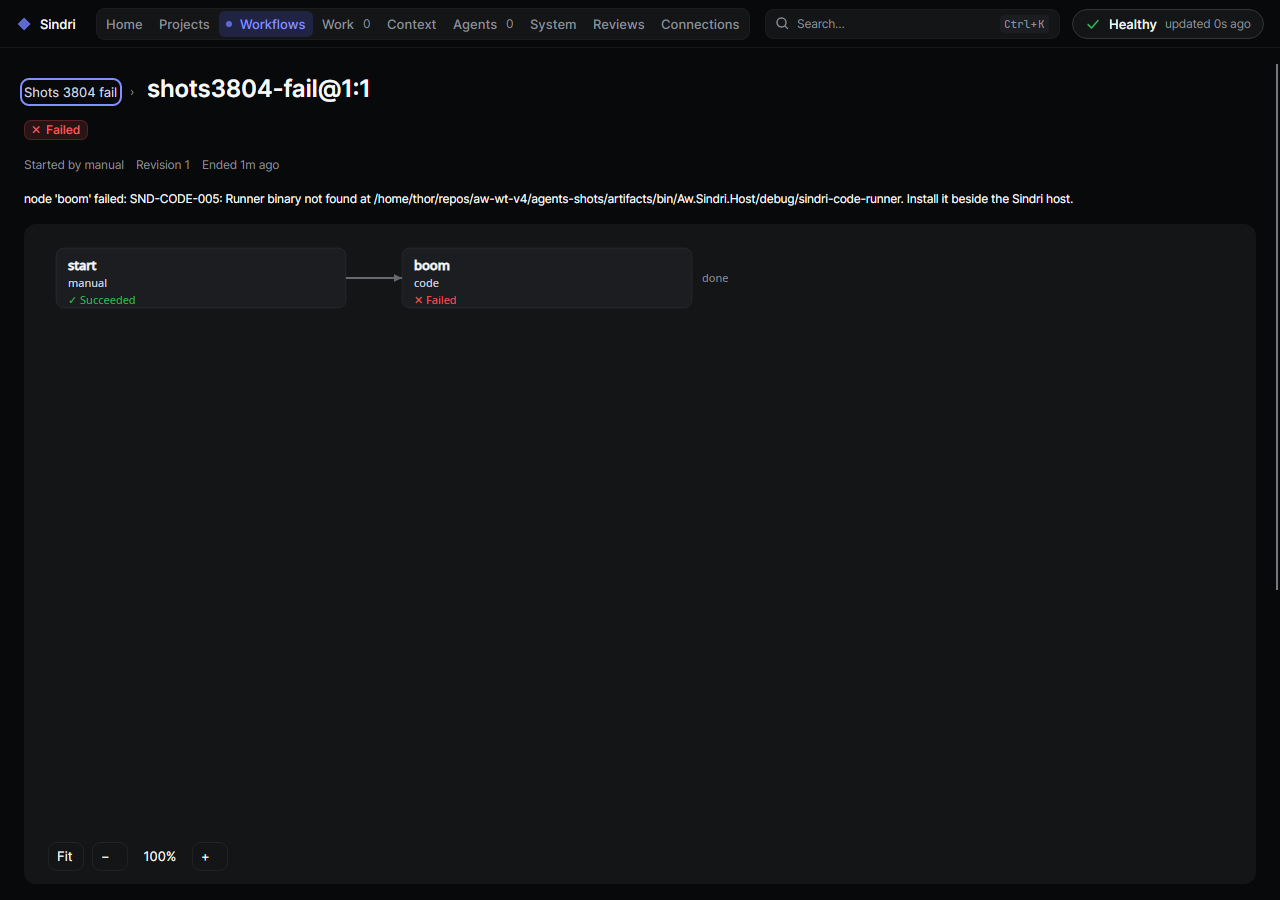 Sindri Home Projects Workflows Work 0 Context Agents 0 System Reviews Connections Search... Ctrl+K Healthy updated 0s ago
Shots 3804 fail › shots3804-fail@1:1
✕ Failed
Started by manual Revision 1 Ended 1m ago
node 'boom' failed: SND-CODE-005: Runner binary not found at /home/thor/repos/aw-wt-v4/agents-shots/artifacts/bin/Aw.Sindri.Host/debug/sindri-code-runner. Install it beside the Sindri host.
start
manual
✓ Succeeded
boom
code
✕ Failed
done
Fit − 100% +